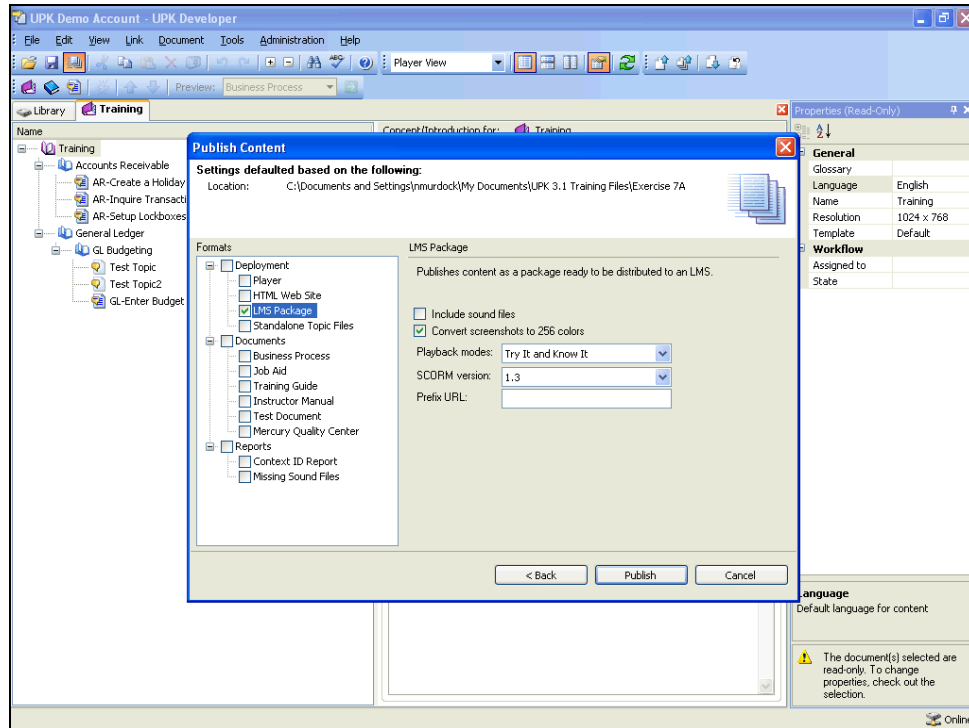 UPK Demo Account - UPK Developer
File Edit View Link Document Tools Administration Help
Player View
Preview: Business Process
Library Training
Name
Training
Accounts Receivable
AR-Create a Holiday
AR-Inquire Transacti
AR-Setup Lockboxes
General Ledger
GL Budgeting
Test Topic
Test Topic2
GL-Enter Budget
Concept/Introduction for: Training
Publish Content
Settings defaulted based on the following:
Location: C:\Documents and Settings\nmurdock\My Documents\UPK 3.1 Training Files\Exercise 7A
Formats
Deployment
Player
HTML Web Site
LMS Package
Standalone Topic Files
Documents
Business Process
Job Aid
Training Guide
Instructor Manual
Test Document
Mercury Quality Center
Reports
Context ID Report
Missing Sound Files
LMS Package
Publishes content as a package ready to be distributed to an LMS.
Include sound files
Convert screenshots to 256 colors
Playback modes: Try It and Know It
SCORM version: 1.3
Prefix URL:
< Back Publish Cancel
Properties (Read-Only)
General
Glossary
Language English
Name Training
Resolution 1024 x 768
Template Default
Workflow
Assigned to
State
anguage
Default language for content
The document(s) selected are
read-only. To change
properties, check out the
selection.
Online